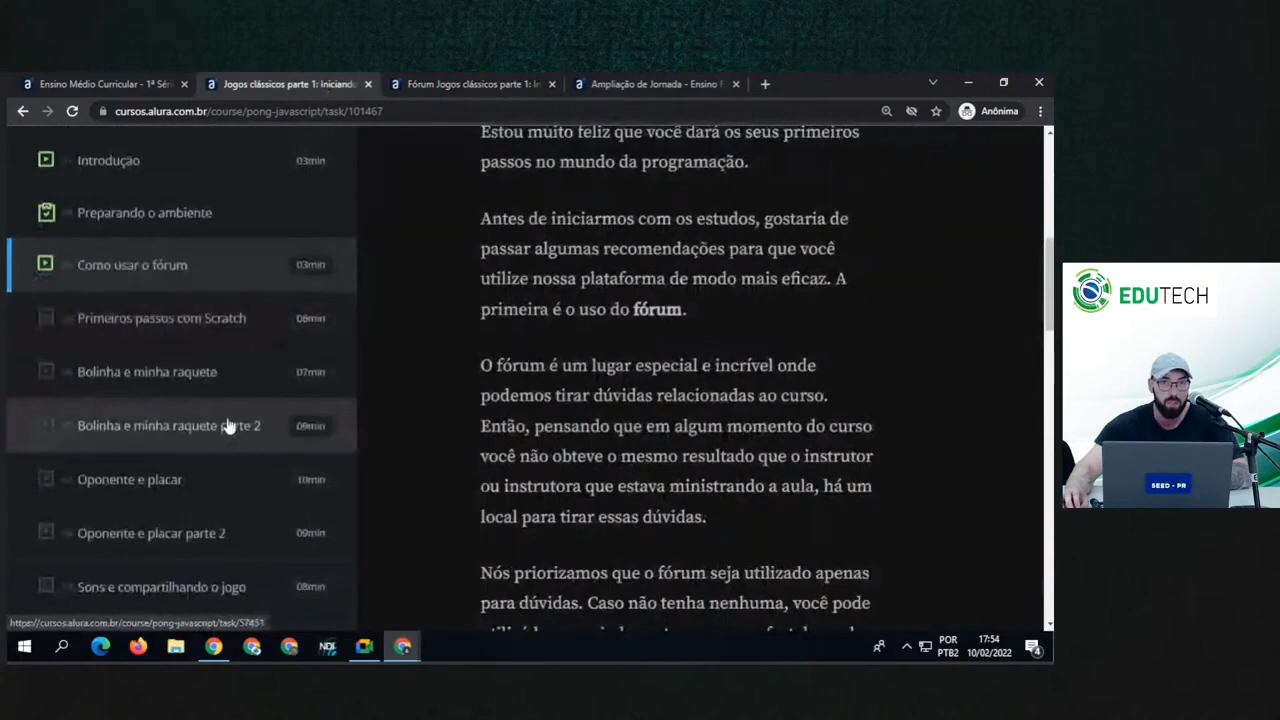 Ensino Médio Curricular - 1ª Séri
Jogos clássicos parte 1: Iniciando
Fórum Jogos clássicos parte 1: In
Ampliação de Jornada - Ensino F
cursos.alura.com.br/course/pong-javascript/task/101467
Anônima
Introdução 03min
Preparando o ambiente
Como usar o fórum 03min
Primeiros passos com Scratch 08min
Bolinha e minha raquete 07min
Bolinha e minha raquete parte 2 09min
Oponente e placar 10min
Oponente e placar parte 2 09min
Sons e compartilhando o jogo 08min
https://cursos.alura.com.br/course/pong-javascript/task/57451
Estou muito feliz que você dará os seus primeiros
passos no mundo da programação.
Antes de iniciarmos com os estudos, gostaria de
passar algumas recomendações para que você
utilize nossa plataforma de modo mais eficaz. A
primeira é o uso do fórum.
O fórum é um lugar especial e incrível onde
podemos tirar dúvidas relacionadas ao curso.
Então, pensando que em algum momento do curso
você não obteve o mesmo resultado que o instrutor
ou instrutora que estava ministrando a aula, há um
local para tirar essas dúvidas.
Nós priorizamos que o fórum seja utilizado apenas
para dúvidas. Caso não tenha nenhuma, você pode
EDUTECH
SEED - PR
NDI
POR
PTB2
17:54
10/02/2022
4